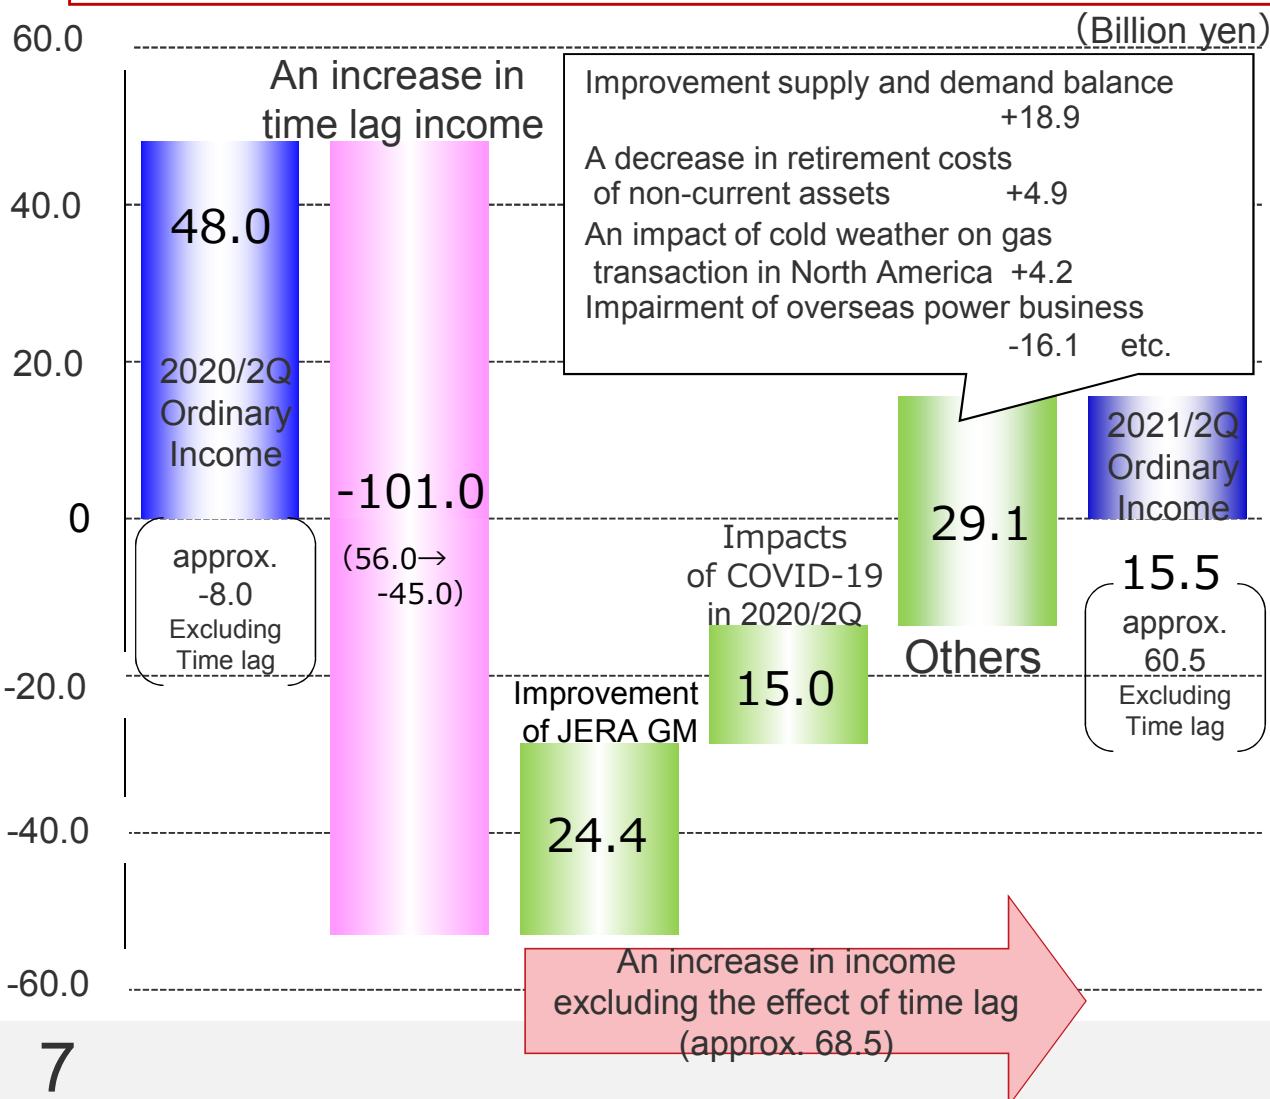 (Billion yen)
60.0
40.0
20.0
0
-20.0
-40.0
-60.0
48.0
2020/2Q
Ordinary
Income
approx.
-8.0
Excluding
Time lag
An increase in
time lag income
-101.0
(56.0→
-45.0)
Improvement
of JERA GM
24.4
Impacts
of COVID-19
in 2020/2Q
15.0
Improvement supply and demand balance
+18.9
A decrease in retirement costs
of non-current assets +4.9
An impact of cold weather on gas
transaction in North America +4.2
Impairment of overseas power business
-16.1 etc.
29.1
Others
2021/2Q
Ordinary
Income
15.5
approx.
60.5
Excluding
Time lag
An increase in income
excluding the effect of time lag
(approx. 68.5)
7